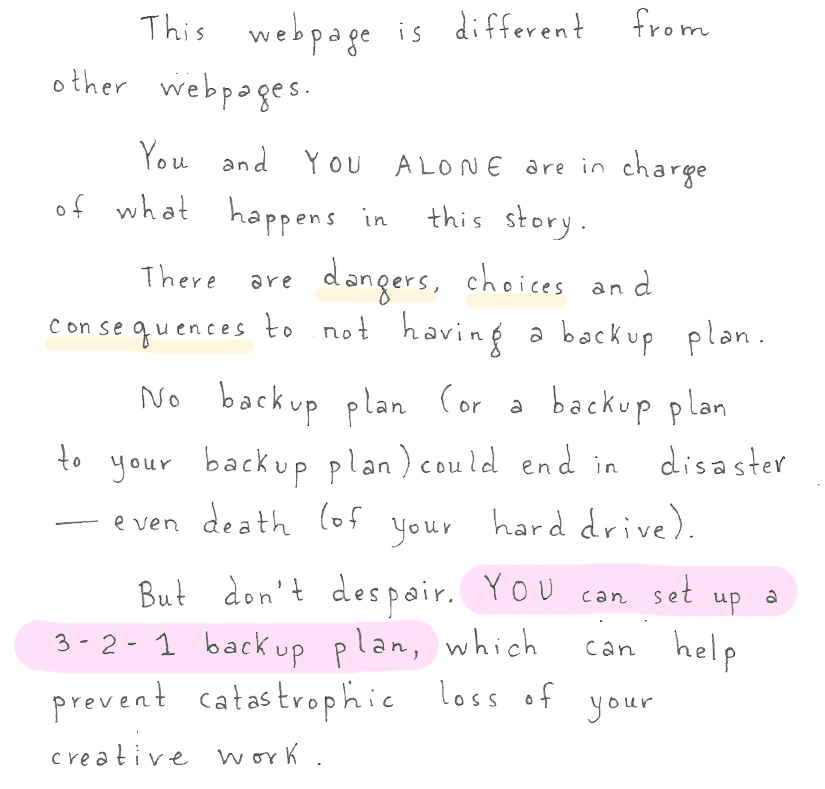 This webpage is different from
other webpages.
You and YOU ALONE are in charge
of what happens in this story.
There are dangers, choices and
consequences to not having a backup plan.
No backup plan (or a backup plan
to your backup plan) could end in disaster
— even death (of your hard drive).
But don't despair. YOU can set up a
3-2-1 backup plan, which can help
prevent catastrophic loss of your
creative work.